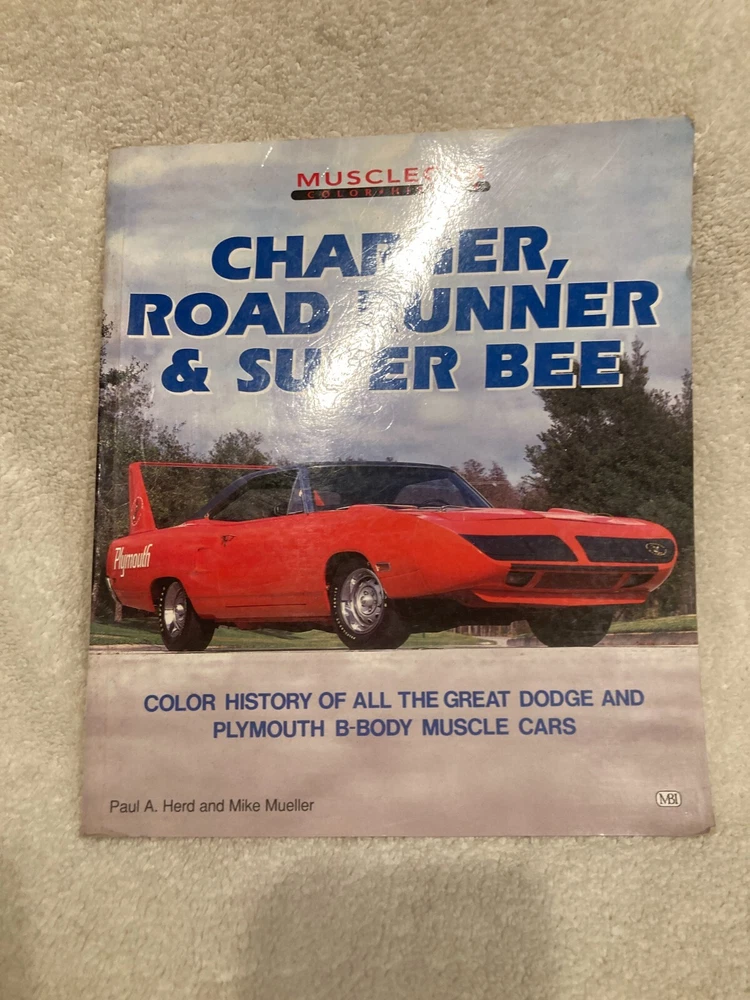 CHARGER,
ROAD RUNNER
& SUPER BEE
Plymouth
COLOR HISTORY OF ALL THE GREAT DODGE AND
PLYMOUTH B-BODY MUSCLE CARS
Paul A. Herd and Mike Mueller
MBI